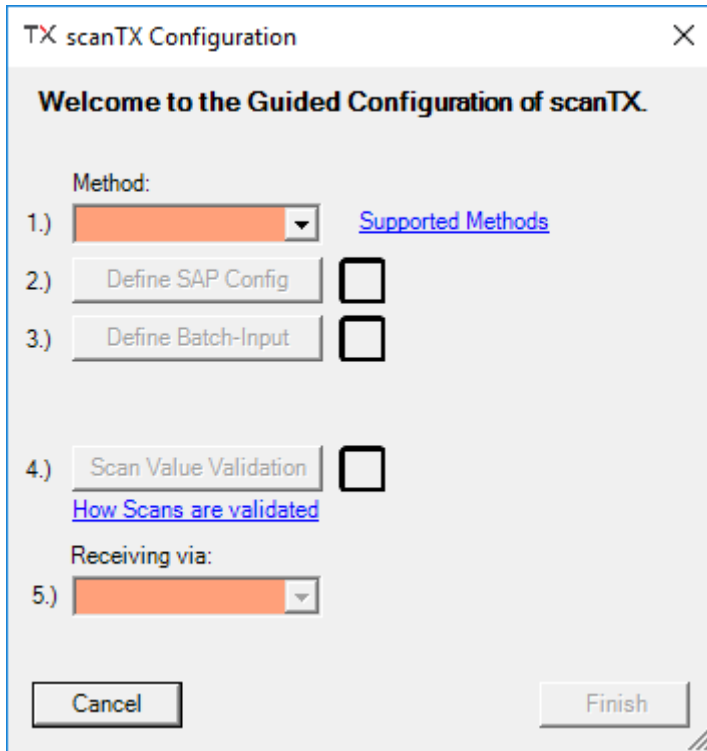 TX scanTX Configuration
Welcome to the Guided Configuration of scanTX.
Method:
1.) Supported Methods
2.) Define SAP Config
3.) Define Batch-Input
4.) Scan Value Validation
How Scans are validated
Receiving via:
5.)
Cancel Finish